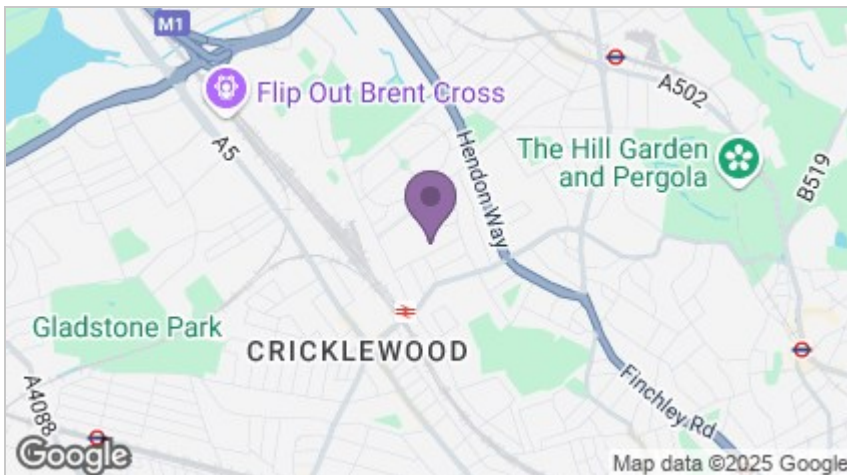 M1
Flip Out Brent Cross
A5
A502
Hendon Way
The Hill Garden
and Pergola
B519
Gladstone Park
CRICKLEWOOD
A4088
Finchley Rd
Google
Map data ©2025 Google